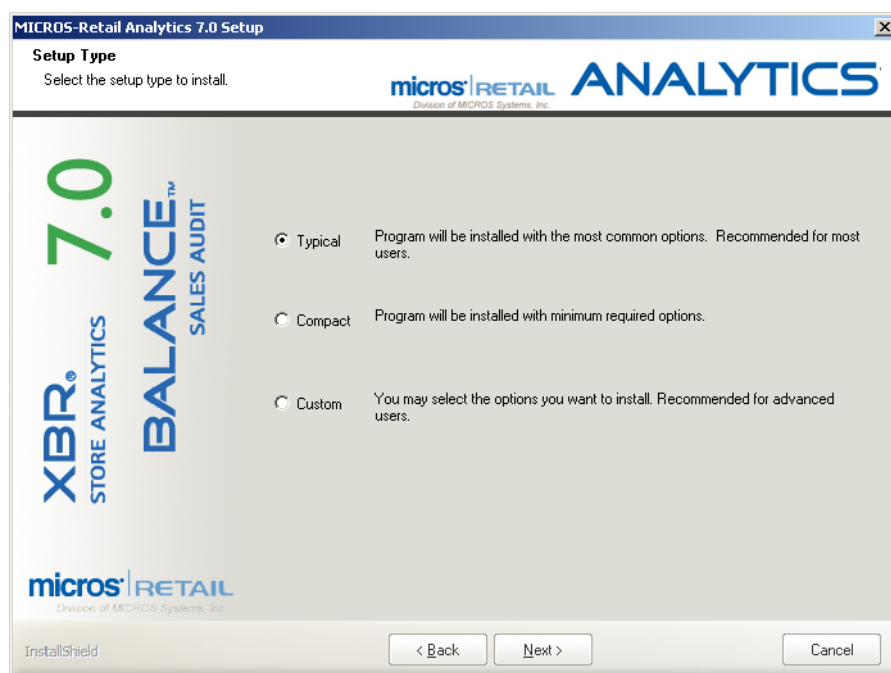 MICROS-Retail Analytics 7.0 Setup
Setup Type
Select the setup type to install.
micros® RETAIL ANALYTICS
Division of MICROS Systems, Inc.
XBR® 7.0
STORE ANALYTICS
BALANCE™
SALES AUDIT
Typical
Program will be installed with the most common options. Recommended for most
users.
Compact
Program will be installed with minimum required options.
Custom
You may select the options you want to install. Recommended for advanced
users.
micros® RETAIL
Division of MICROS Systems, Inc.
InstallShield
< Back
Next >
Cancel